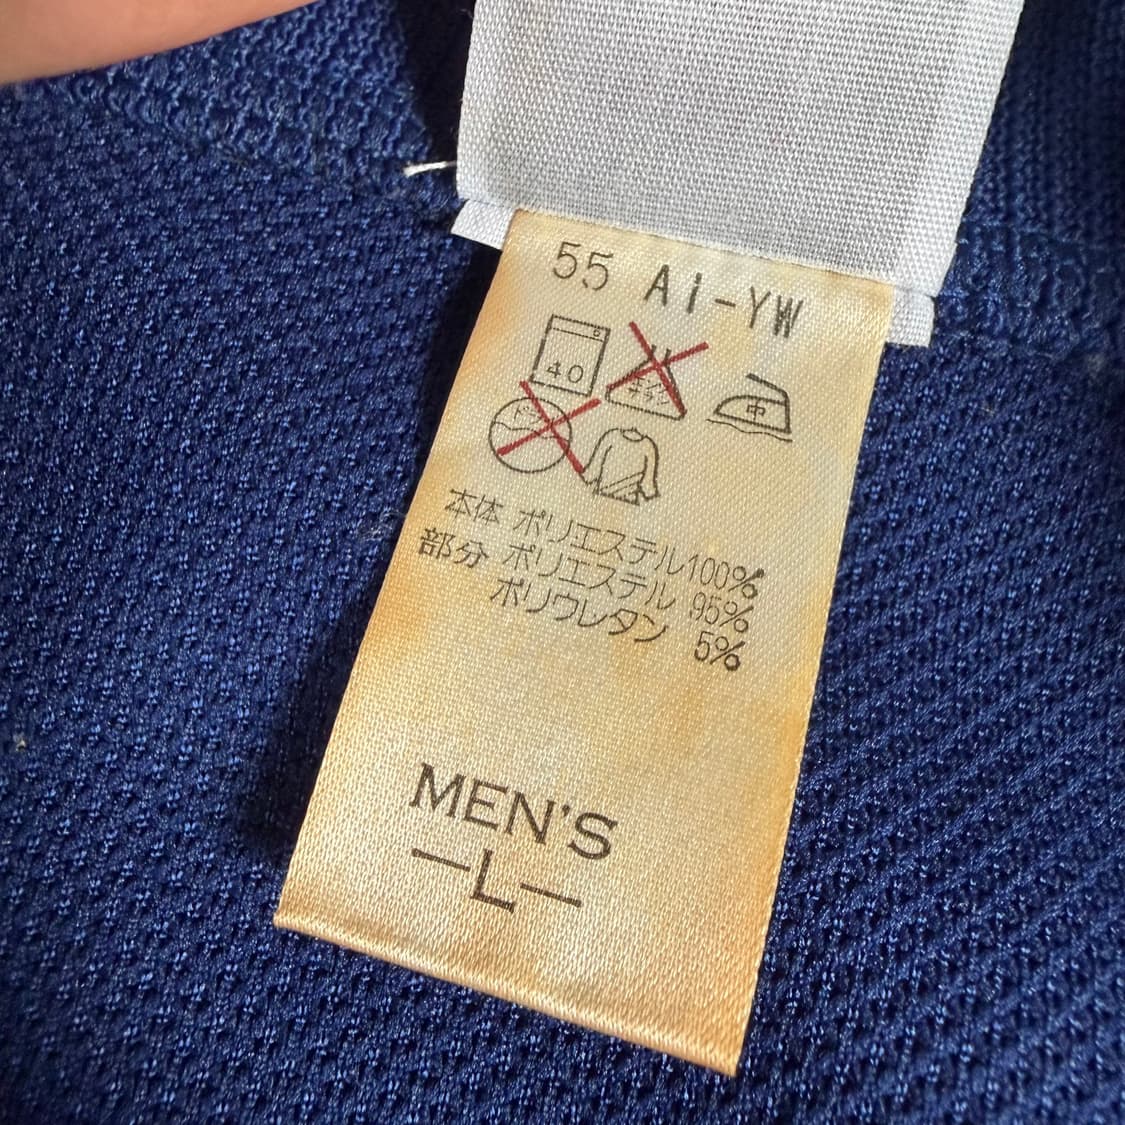 55 AI-YW
40
中
本体 ポリエステル100%
部分 ポリエステル 95%
ポリウレタン 5%
MEN'S
-L-